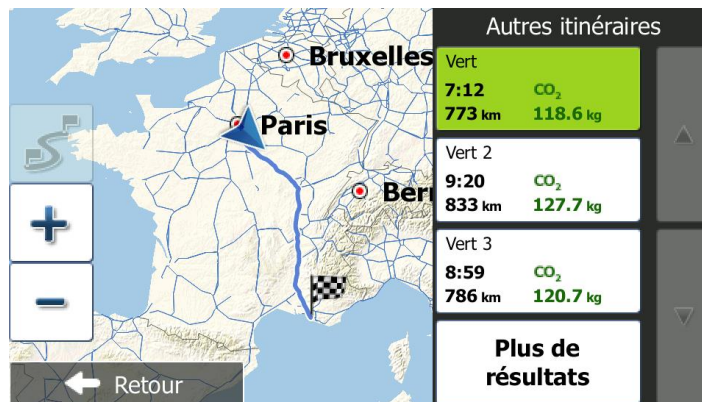 Autres itinéraires
Bruxelles
Paris
Ber
Vert
7:12 CO₂
773 km 118.6 kg
Vert 2
9:20 CO₂
833 km 127.7 kg
Vert 3
8:59 CO₂
786 km 120.7 kg
Plus de
résultats
Retour